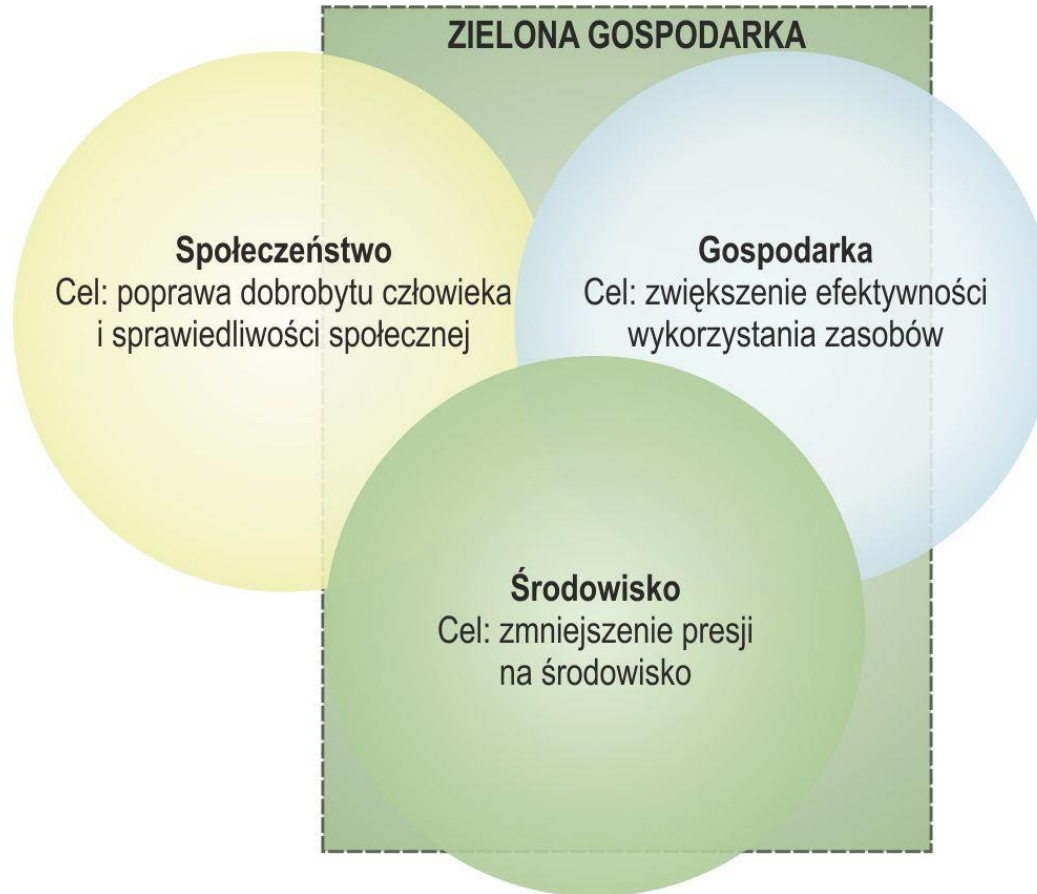 ZIELONA GOSPODARKA
Społeczeństwo
Cel: poprawa dobrobytu człowieka
i sprawiedliwości społecznej
Gospodarka
Cel: zwiększenie efektywności
wykorzystania zasobów
Środowisko
Cel: zmniejszenie presji
na środowisko